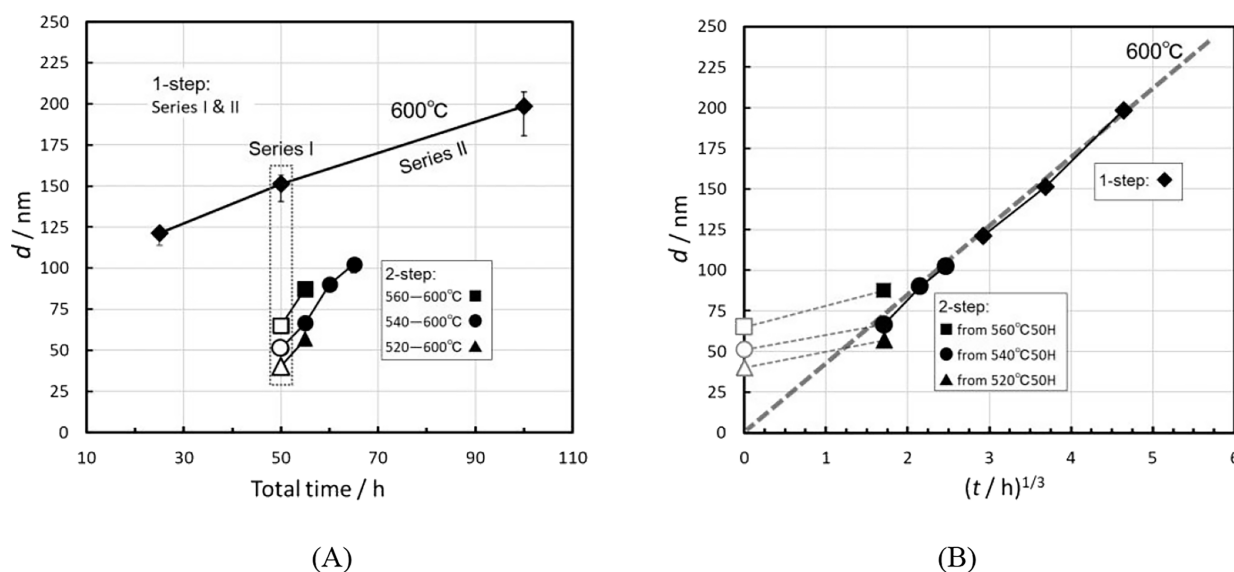 250
225
200
175
150
125
100
75
50
25
0
d / nm
10
30
50
70
90
110
Total time / h
1-step:
Series I & II
Series I
600℃
Series II
2-step:
560—600℃
540—600℃
520—600℃
(A)
250
225
200
175
150
125
100
75
50
25
0
d / nm
0
1
2
3
4
5
6
(t / h)1/3
600℃
1-step:
2-step:
from 560℃50H
from 540℃50H
from 520℃50H
(B)